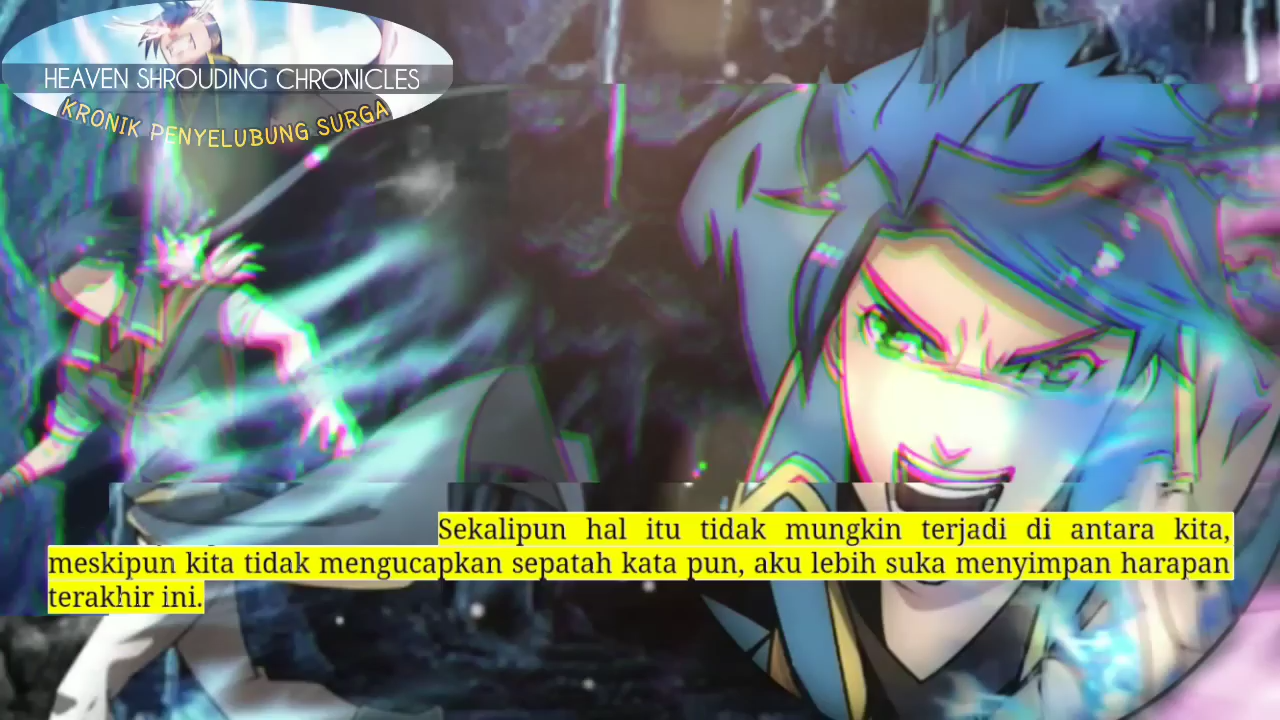 HEAVEN SHROUDING CHRONICLES
KRONIK PENYELUBUNG SURGA
Sekalipun hal itu tidak mungkin terjadi di antara kita,
meskipun kita tidak mengucapkan sepatah kata pun, aku lebih suka menyimpan harapan
terakhir ini.